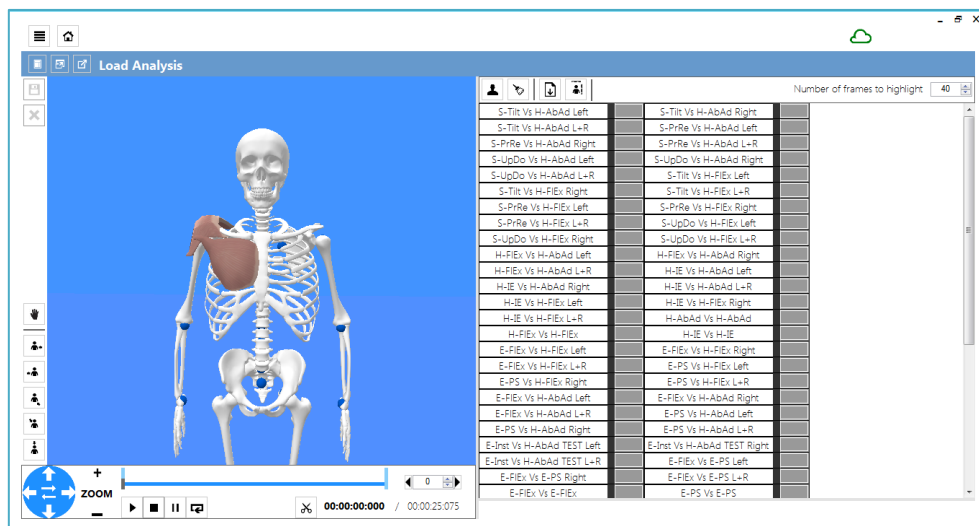 Load Analysis
Number of frames to highlight 40
S-Tilt Vs H-AbAd Left S-Tilt Vs H-AbAd Right
S-Tilt Vs H-AbAd L+R S-PrRe Vs H-AbAd Left
S-PrRe Vs H-AbAd Right S-PrRe Vs H-AbAd L+R
S-UpDo Vs H-AbAd Left S-UpDo Vs H-AbAd Right
S-UpDo Vs H-AbAd L+R S-Tilt Vs H-FlEx Left
S-Tilt Vs H-FlEx Right S-Tilt Vs H-FlEx L+R
S-PrRe Vs H-FlEx Left S-PrRe Vs H-FlEx Right
S-PrRe Vs H-FlEx L+R S-UpDo Vs H-FlEx Left
S-UpDo Vs H-FlEx Right S-UpDo Vs H-FlEx L+R
H-FlEx Vs H-AbAd Left H-FlEx Vs H-AbAd Right
H-FlEx Vs H-AbAd L+R H-IE Vs H-AbAd Left
H-IE Vs H-AbAd Right H-IE Vs H-AbAd L+R
H-IE Vs H-FlEx Left H-IE Vs H-FlEx Right
H-IE Vs H-FlEx L+R H-AbAd Vs H-AbAd
H-FlEx Vs H-FlEx H-IE Vs H-IE
E-FlEx Vs H-FlEx Left E-FlEx Vs H-FlEx Right
E-FlEx Vs H-FlEx L+R E-PS Vs H-FlEx Left
E-PS Vs H-FlEx Right E-PS Vs H-FlEx L+R
E-FlEx Vs H-AbAd Left E-FlEx Vs H-AbAd Right
E-FlEx Vs H-AbAd L+R E-PS Vs H-AbAd Left
E-PS Vs H-AbAd Right E-PS Vs H-AbAd L+R
E-Inst Vs H-AbAd TEST Left E-Inst Vs H-AbAd TEST Right
E-Inst Vs H-AbAd TEST L+R E-FlEx Vs E-PS Left
E-FlEx Vs E-PS Right E-FlEx Vs E-PS L+R
E-FlEx Vs E-FlEx E-PS Vs E-PS
0
ZOOM
00:00:00:000 / 00:00:25:075